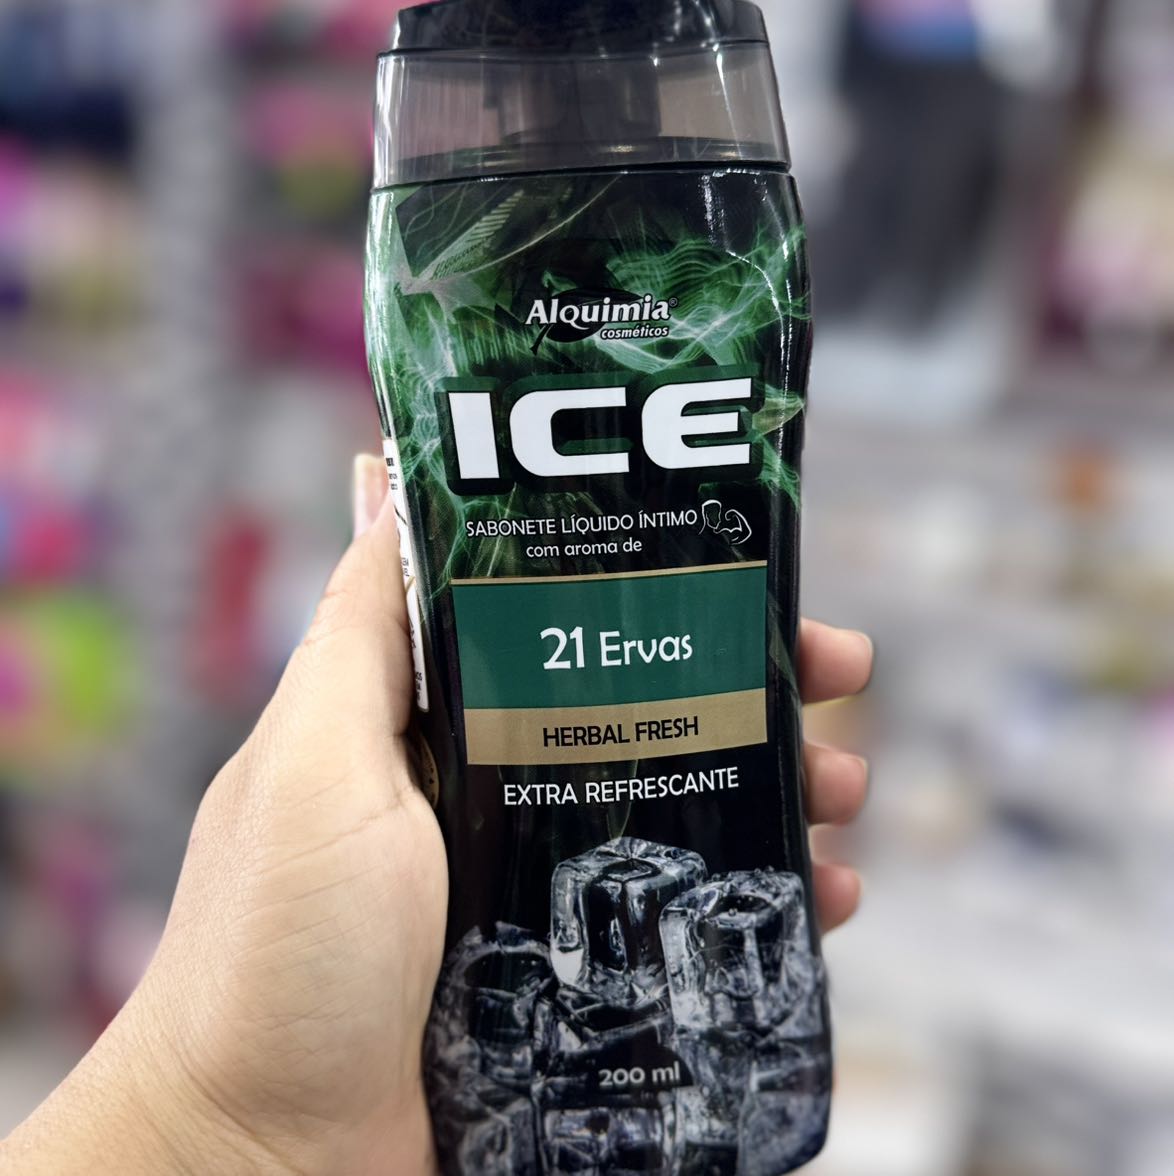 Alquimia®
cosméticos
ICE
SABONETE LÍQUIDO ÍNTIMO
com aroma de
21 Ervas
HERBAL FRESH
EXTRA REFRESCANTE
200 ml